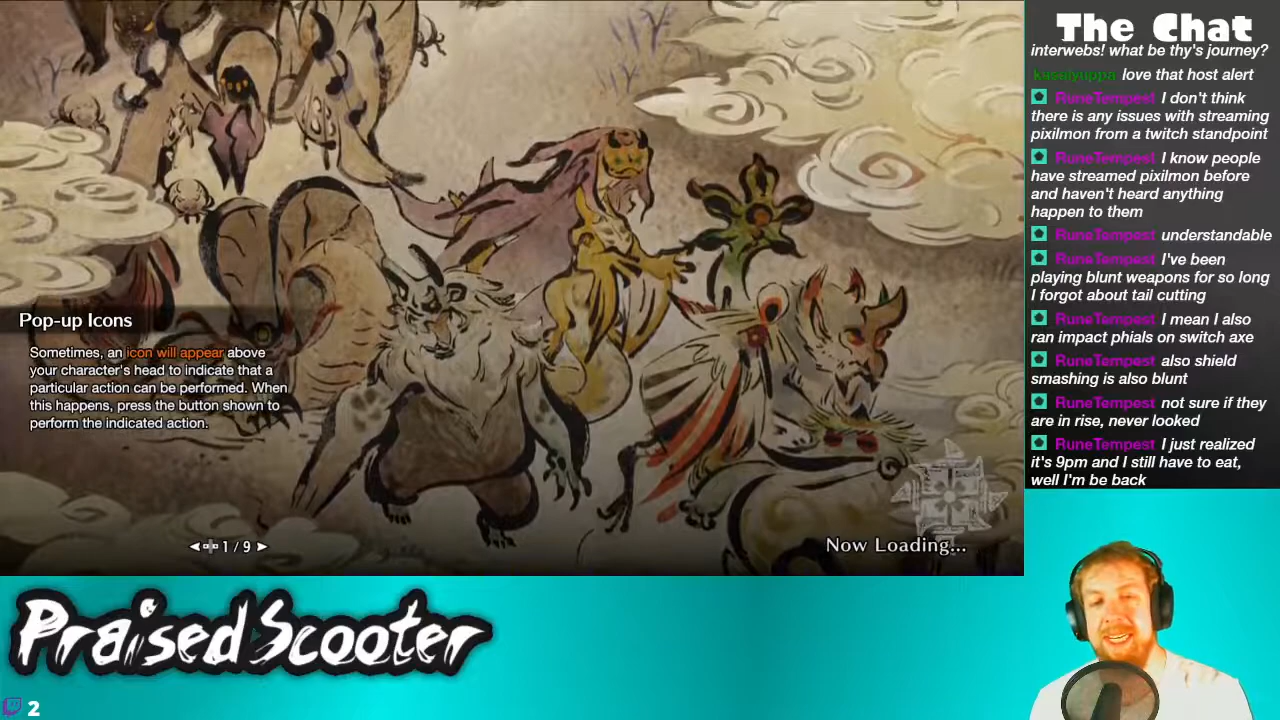 The Chat
interwebs! what be thy's journey?
kaseiyuppa love that host alert
RuneTempest I don't think
there is any issues with streaming
pixilmon from a twitch standpoint
RuneTempest I know people
have streamed pixilmon before
and haven't heard anything
happen to them
RuneTempest understandable
RuneTempest I've been
playing blunt weapons for so long
I forgot about tail cutting
RuneTempest I mean I also
ran impact phials on switch axe
RuneTempest also shield
smashing is also blunt
RuneTempest not sure if they
are in rise, never looked
RuneTempest I just realized
it's 9pm and I still have to eat,
well I'm be back
Pop-up Icons
Sometimes, an icon will appear above
your character's head to indicate that a
particular action can be performed. When
this happens, press the button shown to
perform the indicated action.
1 / 9
Now Loading...
Praised Scooter
2